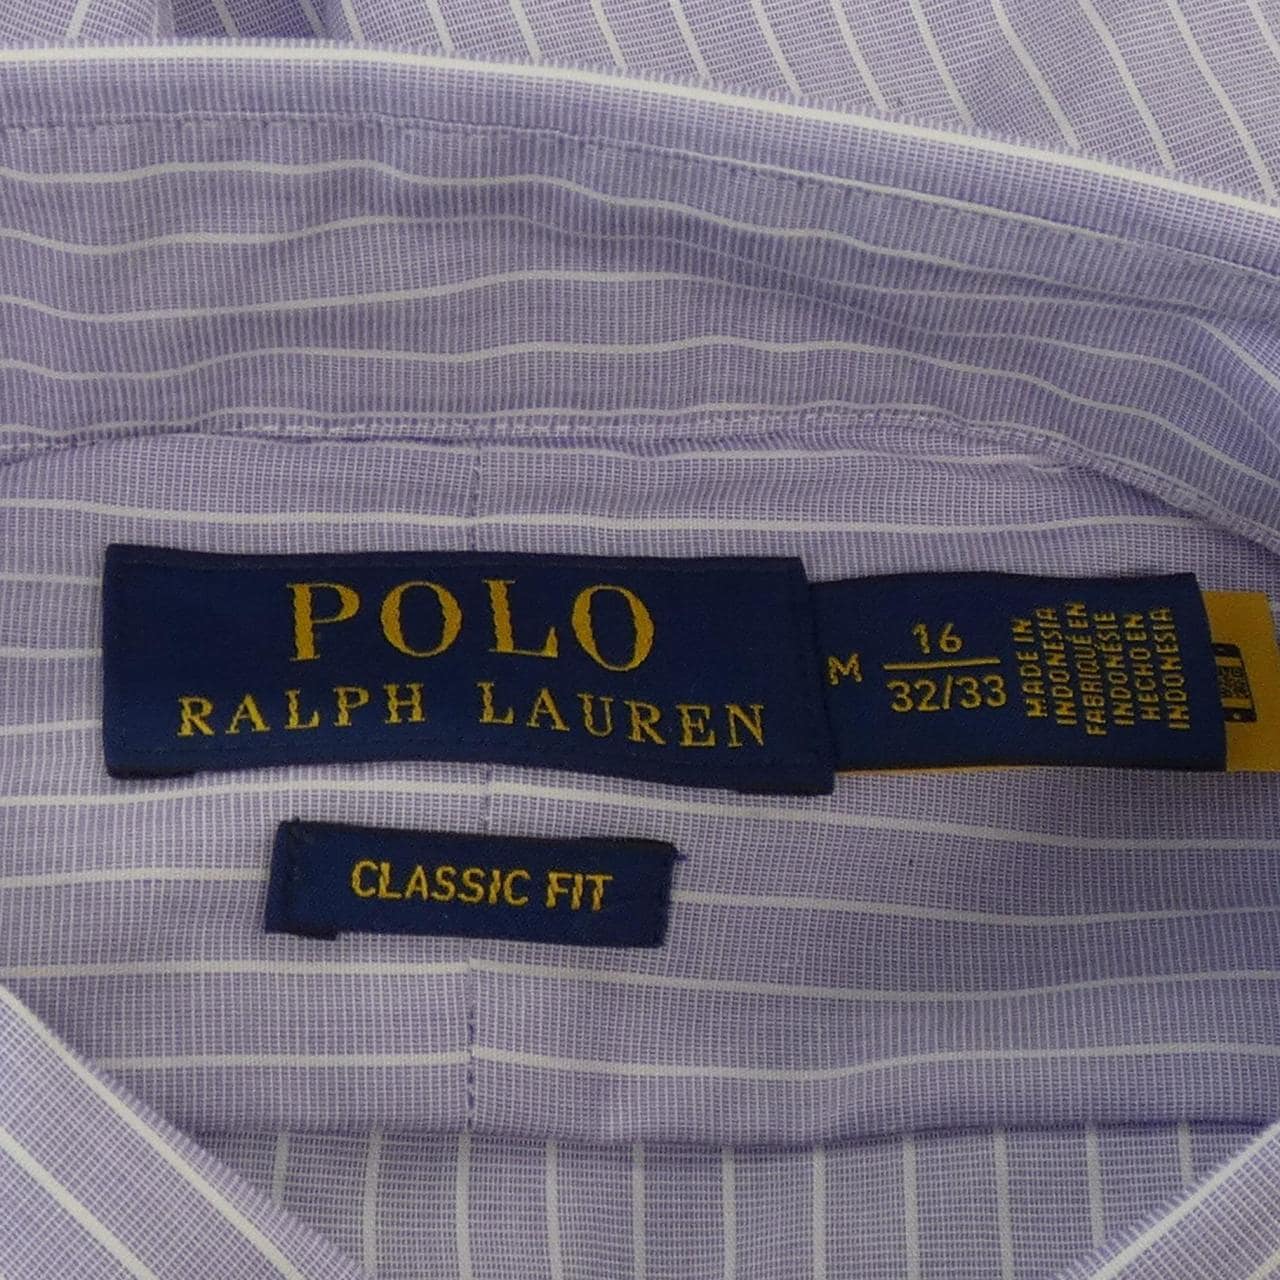 POLO
RALPH LAUREN
M
16
32/33
MADE IN
INDONESIA
FABRIQUÉ EN
INDONÉSIE
HECHO EN
INDONESIA
CLASSIC FIT